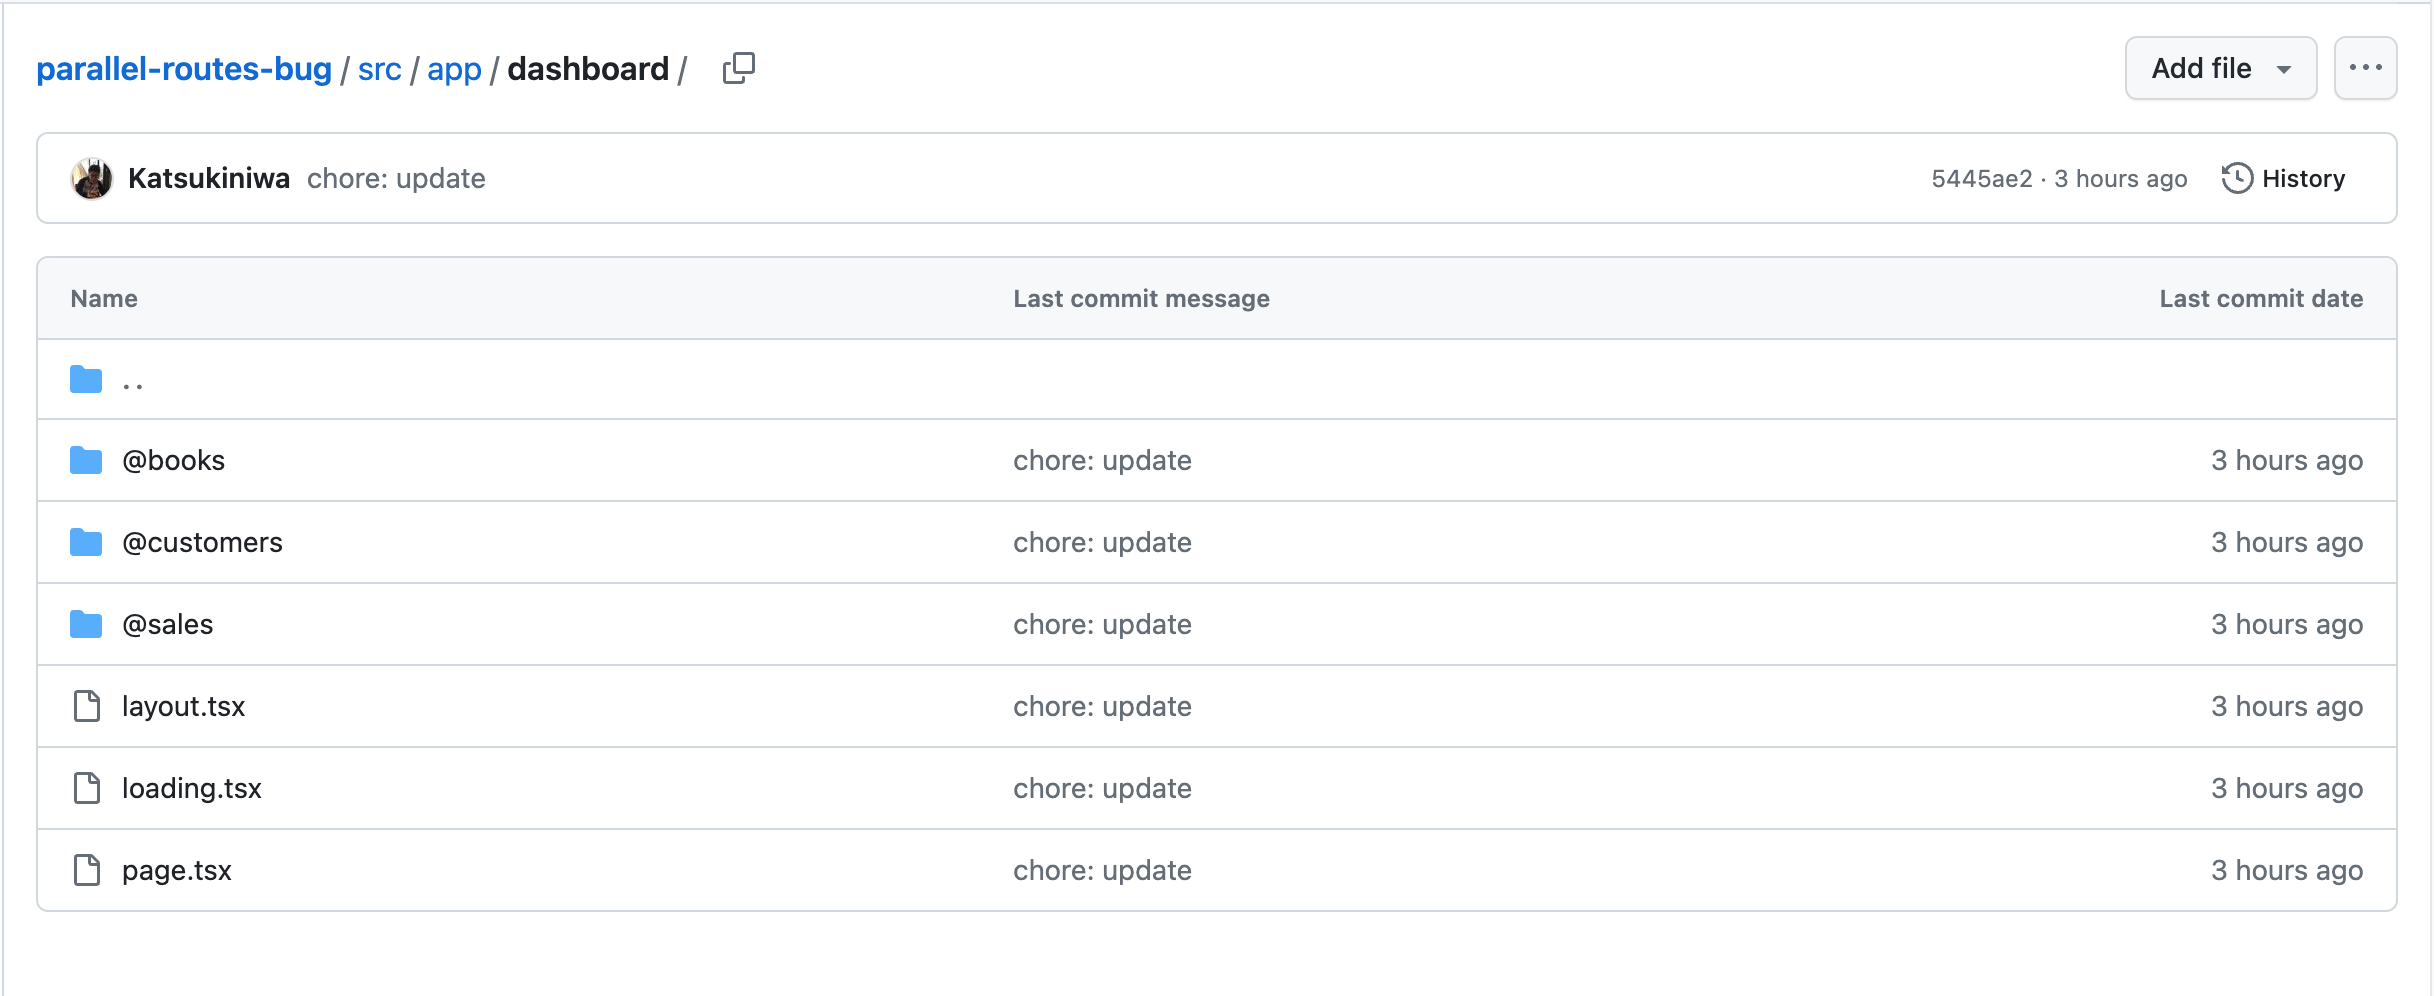 parallel-routes-bug / src / app / dashboard /
Add file
Katsukiniwa chore: update
5445ae2 · 3 hours ago
History
Name Last commit message Last commit date
..
@books chore: update 3 hours ago
@customers chore: update 3 hours ago
@sales chore: update 3 hours ago
layout.tsx chore: update 3 hours ago
loading.tsx chore: update 3 hours ago
page.tsx chore: update 3 hours ago